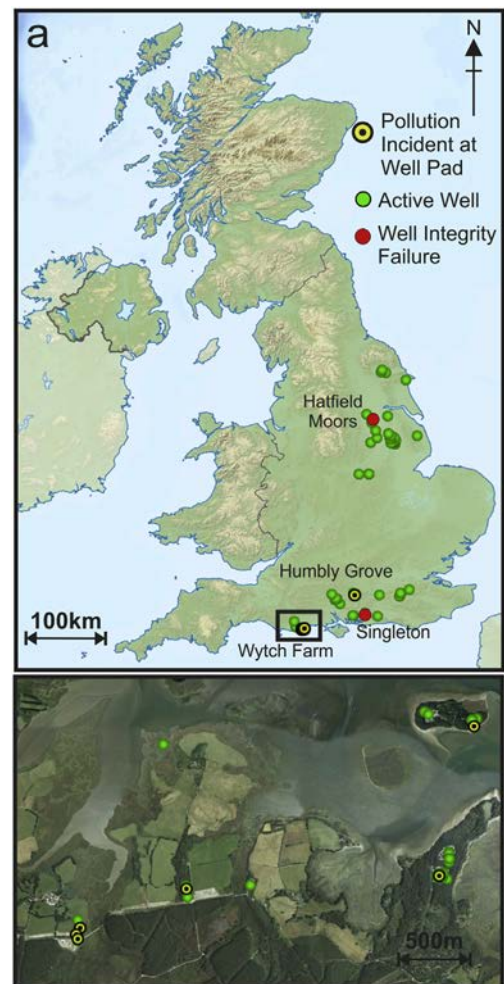 a
N
Pollution
Incident at
Well Pad
Active Well
Well Integrity
Failure
Hatfield
Moors
Humbly Grove
100km
Singleton
Wytch Farm
500m